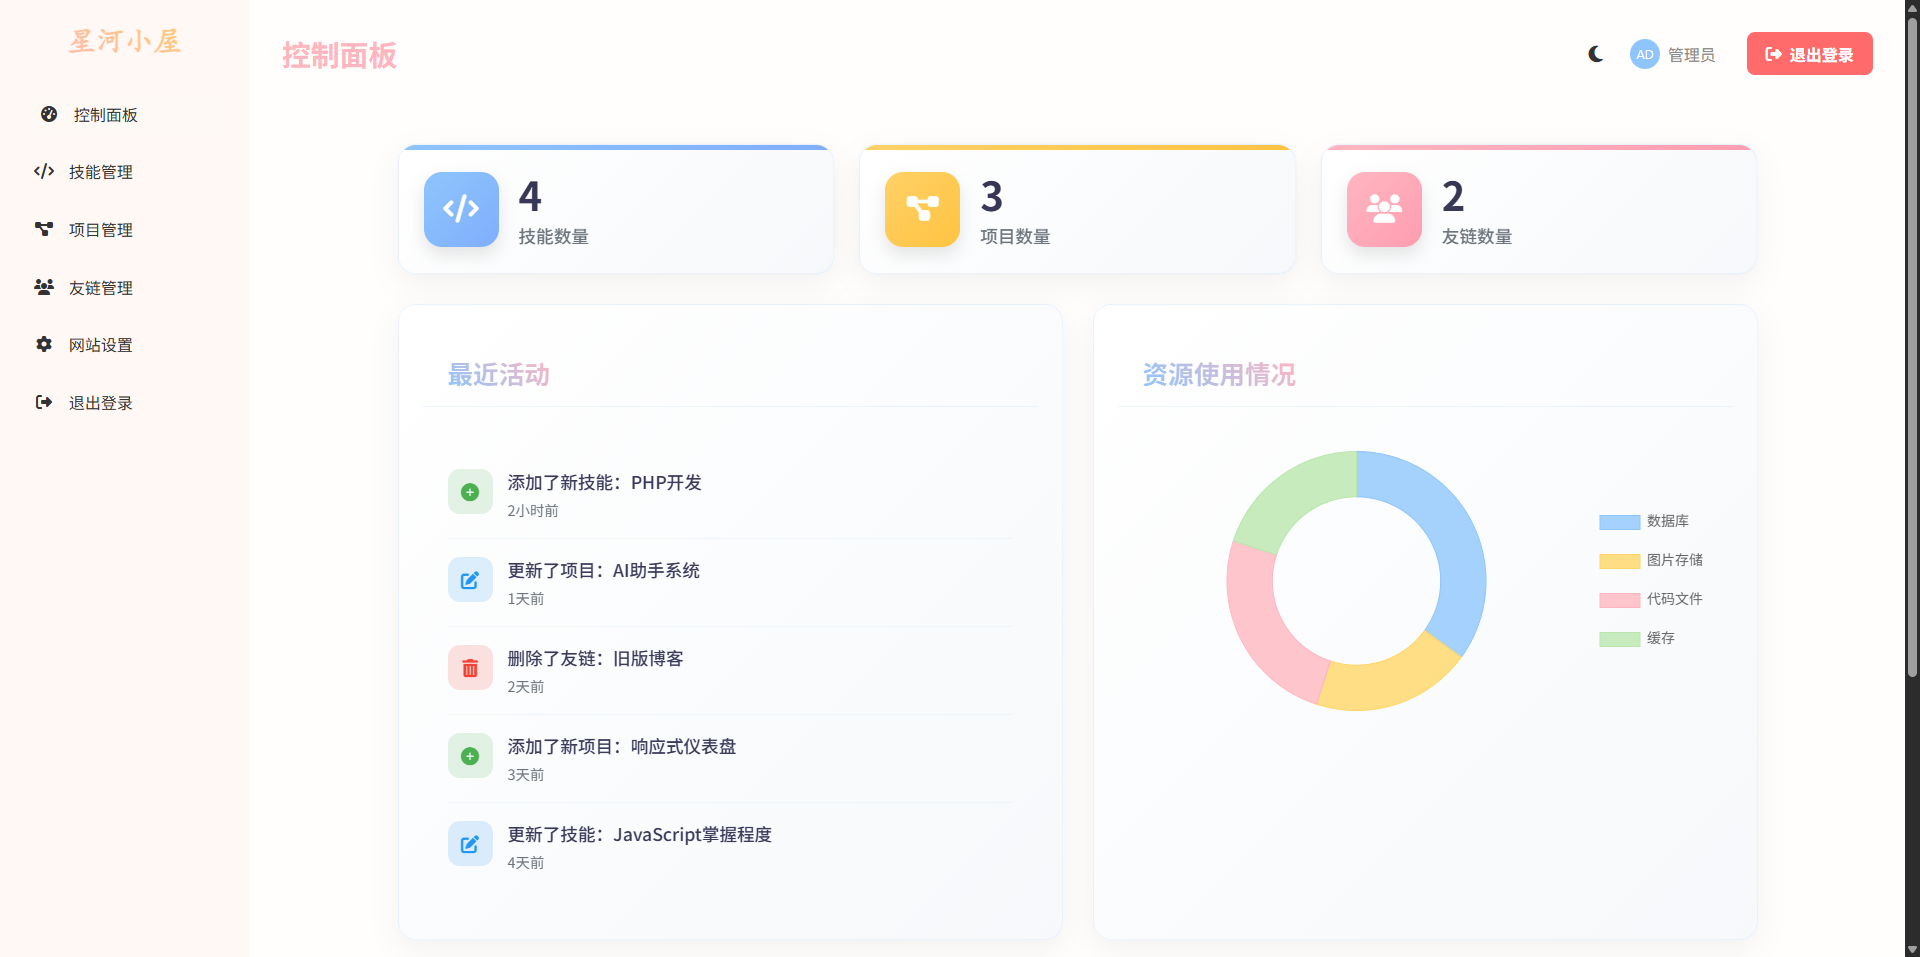 星河小屋
控制面板
技能管理
项目管理
友链管理
网站设置
退出登录
控制面板
AD 管理员
退出登录
4
技能数量
3
项目数量
2
友链数量
最近活动
添加了新技能：PHP开发
2小时前
更新了项目：AI助手系统
1天前
删除了友链：旧版博客
2天前
添加了新项目：响应式仪表盘
3天前
更新了技能：JavaScript掌握程度
4天前
资源使用情况
数据库
图片存储
代码文件
缓存